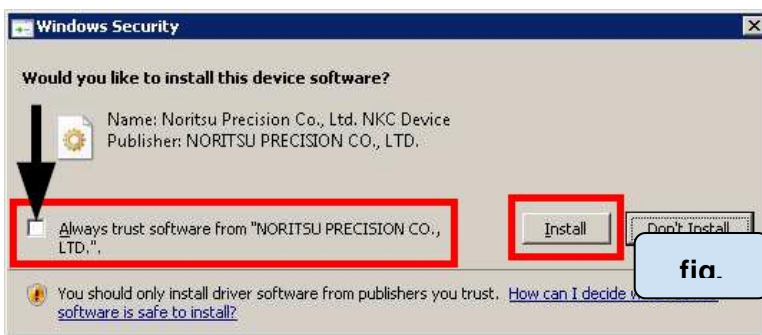 Windows Security
Would you like to install this device software?
Name: Noritsu Precision Co., Ltd. NKC Device
Publisher: NORITSU PRECISION CO., LTD.
Always trust software from "NORITSU PRECISION CO.,
LTD.".
Install
Don't Install
fig.
You should only install driver software from publishers you trust. How can I decide
software is safe to install?